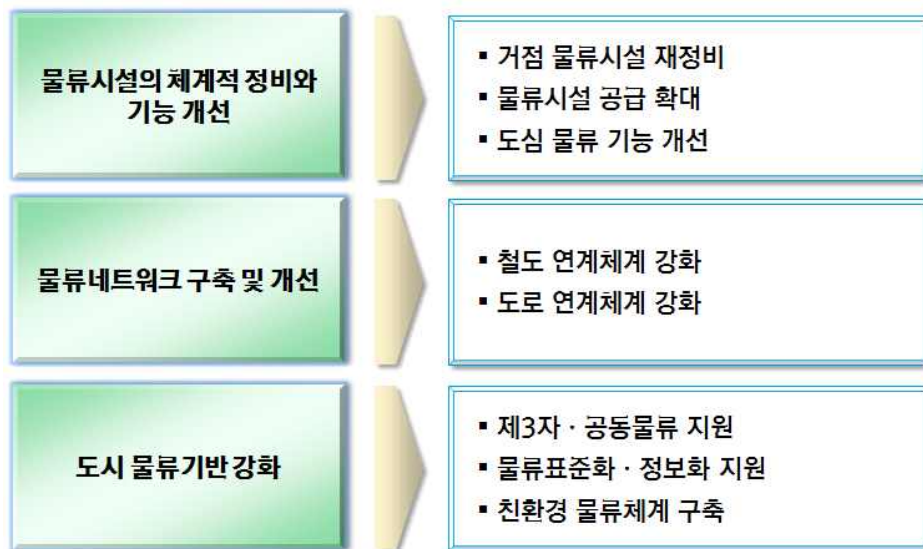 물류시설의 체계적 정비와
기능 개선
▪ 거점 물류시설 재정비
▪ 물류시설 공급 확대
▪ 도심 물류 기능 개선
물류네트워크 구축 및 개선
▪ 철도 연계체계 강화
▪ 도로 연계체계 강화
도시 물류기반 강화
▪ 제3자 · 공동물류 지원
▪ 물류표준화 · 정보화 지원
▪ 친환경 물류체계 구축